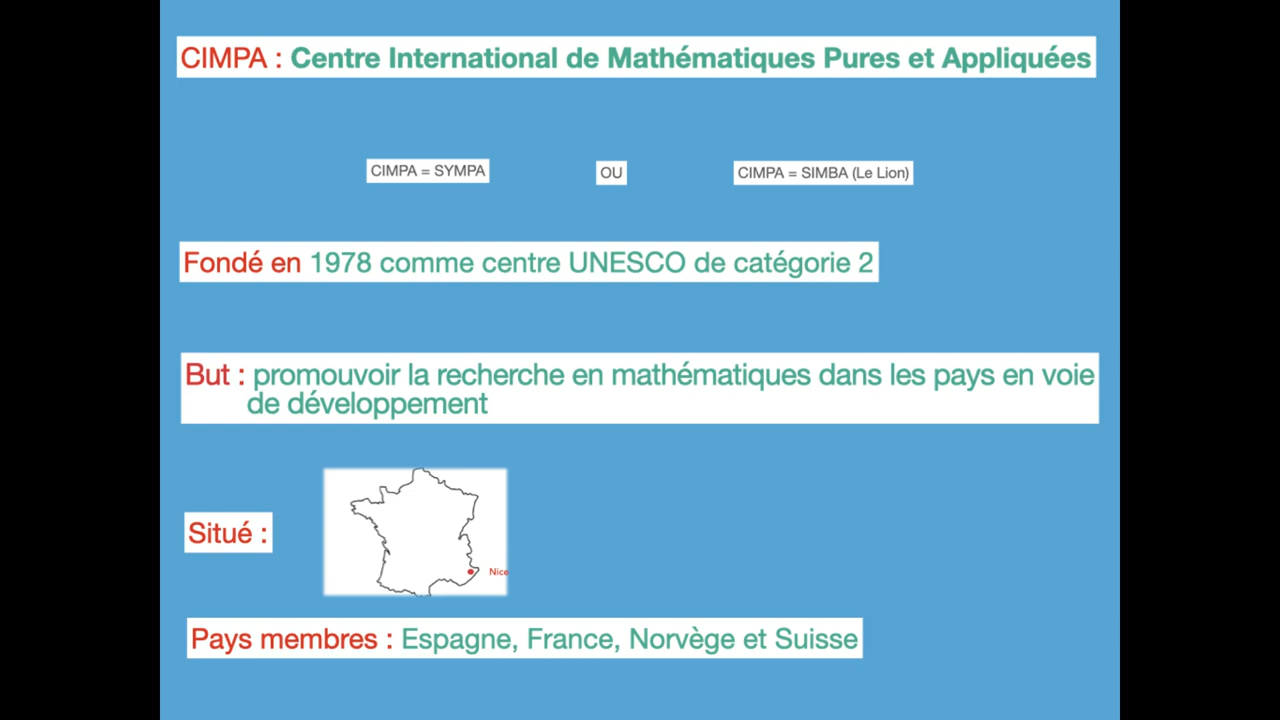 CIMPA : Centre International de Mathématiques Pures et Appliquées
CIMPA = SYMPA
OU
CIMPA = SIMBA (Le Lion)
Fondé en 1978 comme centre UNESCO de catégorie 2
But : promouvoir la recherche en mathématiques dans les pays en voie
de développement
Situé :
Nice
Pays membres : Espagne, France, Norvège et Suisse